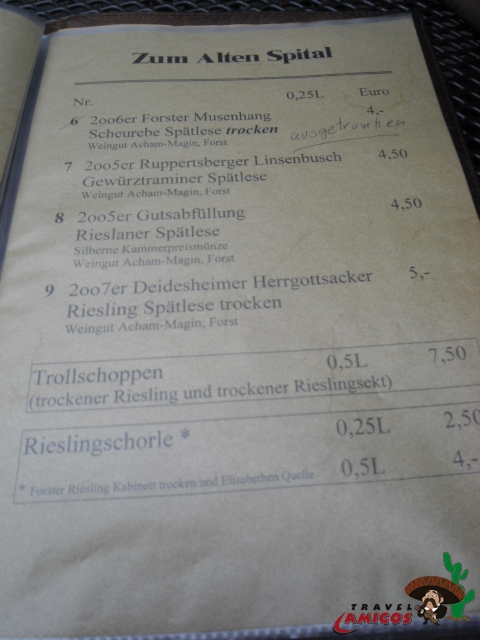 Zum Alten Spital
Nr. 0,25L Euro
6 2006er Forster Musenhang 4,-
Scheurebe Spätlese trocken ausgetrunken
Weingut Acham-Magin, Forst
7 2005er Ruppertsberger Linsenbusch 4,50
Gewürztraminer Spätlese
Weingut Acham-Magin, Forst
8 2005er Gutsabfüllung 4,50
Rieslaner Spätlese
Silberne Kammerpreismünze
Weingut Acham-Magin, Forst
9 2007er Deidesheimer Herrgottsacker 5,-
Riesling Spätlese trocken
Weingut Acham-Magin, Forst
Trollschoppen 0,5L 7,50
(trockener Riesling und trockener Rieslingsekt)
Rieslingschorle * 0,25L 2,50
0,5L 4,-
* Forster Riesling Kabinett trocken und Elisabethen Quelle
TRAVEL
AMIGOS